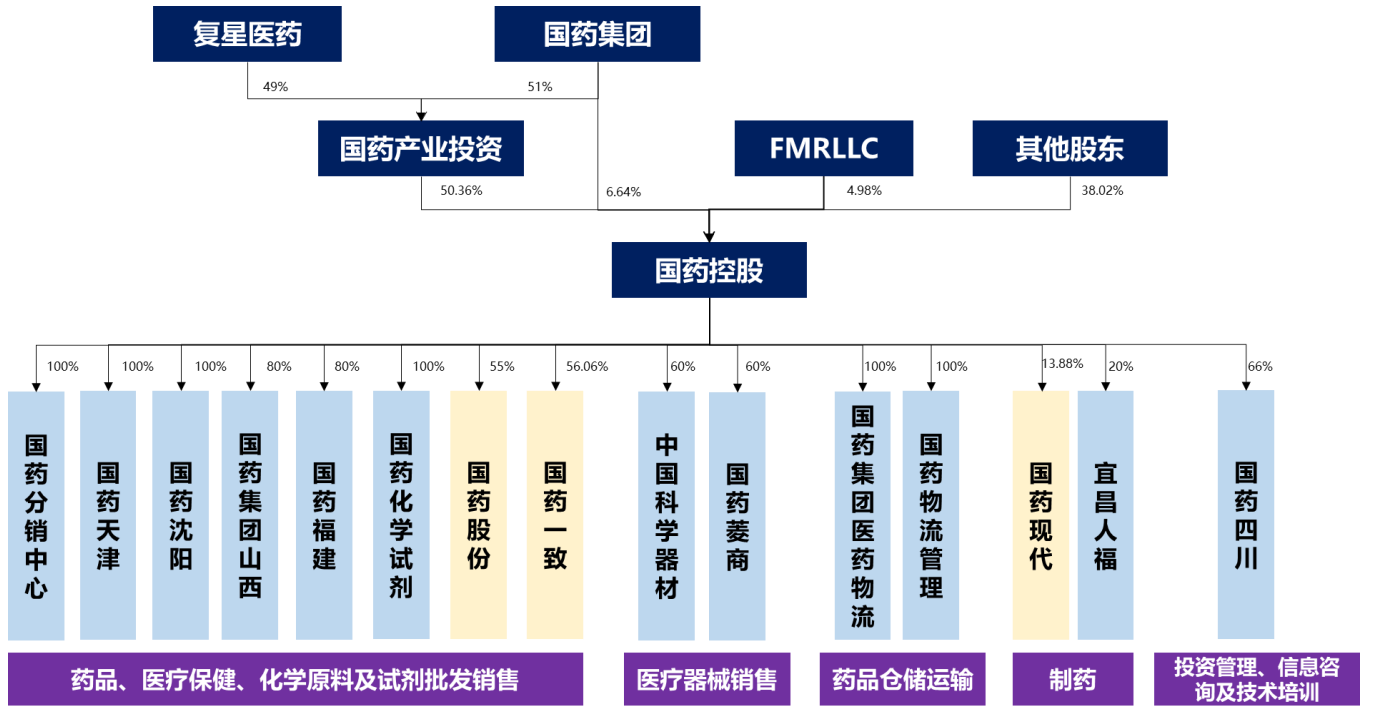 复星医药
国药集团
49%
51%
国药产业投资
FMRLLC
其他股东
50.36%
6.64%
4.98%
38.02%
国药控股
100%
100%
100%
80%
80%
100%
55%
56.06%
60%
60%
100%
100%
13.88%
20%
66%
国药分销中心
国药天津
国药沈阳
国药集团山西
国药福建
国药化学试剂
国药股份
国药一致
中国科学器材
国药菱商
国药集团医药物流
国药物流管理
国药现代
宜昌人福
国药四川
药品、医疗保健、化学原料及试剂批发销售
医疗器械销售
药品仓储运输
制药
投资管理、信息咨
询及技术培训